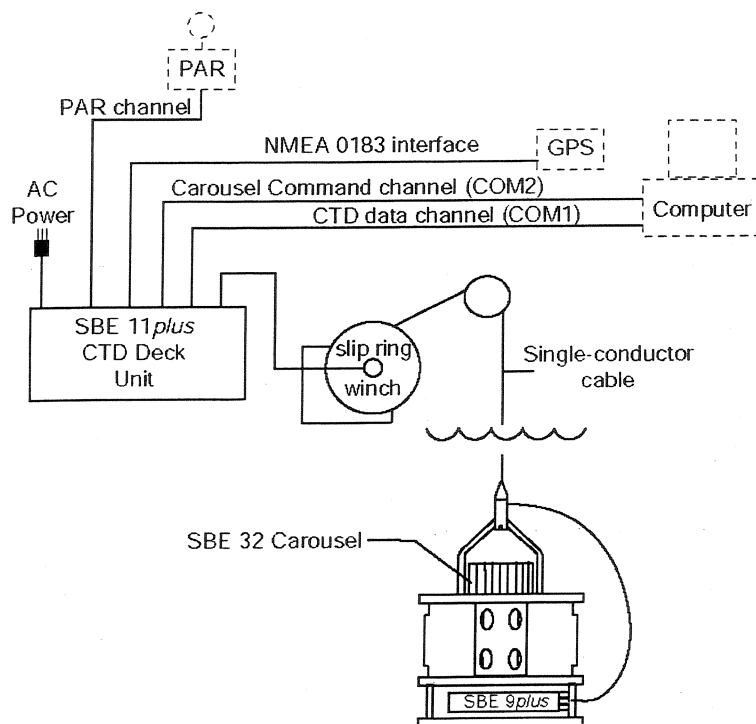 PAR
PAR channel
NMEA 0183 interface
GPS
AC
Power
Carousel Command channel (COM2)
CTD data channel (COM1)
Computer
SBE 11plus
CTD Deck
Unit
slip ring
winch
Single-conductor
cable
SBE 32 Carousel
SBE 9plus